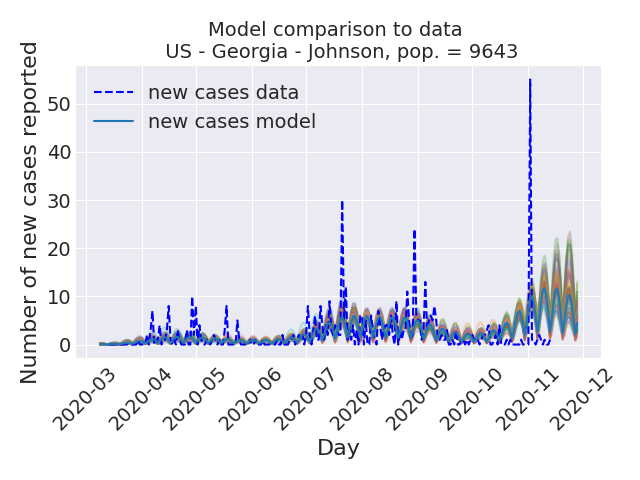 Model comparison to data
US - Georgia - Johnson, pop. = 9643
Number of new cases reported
50
40
30
20
10
0
new cases data
new cases model
2020-03
2020-04
2020-05
2020-06
2020-07
2020-08
2020-09
2020-10
2020-11
2020-12
Day